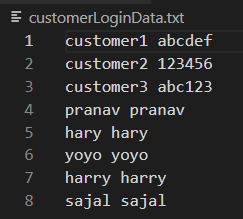 customerLoginData.txt
1 customer1 abcdef
2 customer2 123456
3 customer3 abc123
4 pranav pranav
5 hary hary
6 yoyo yoyo
7 harry harry
8 sajal sajal